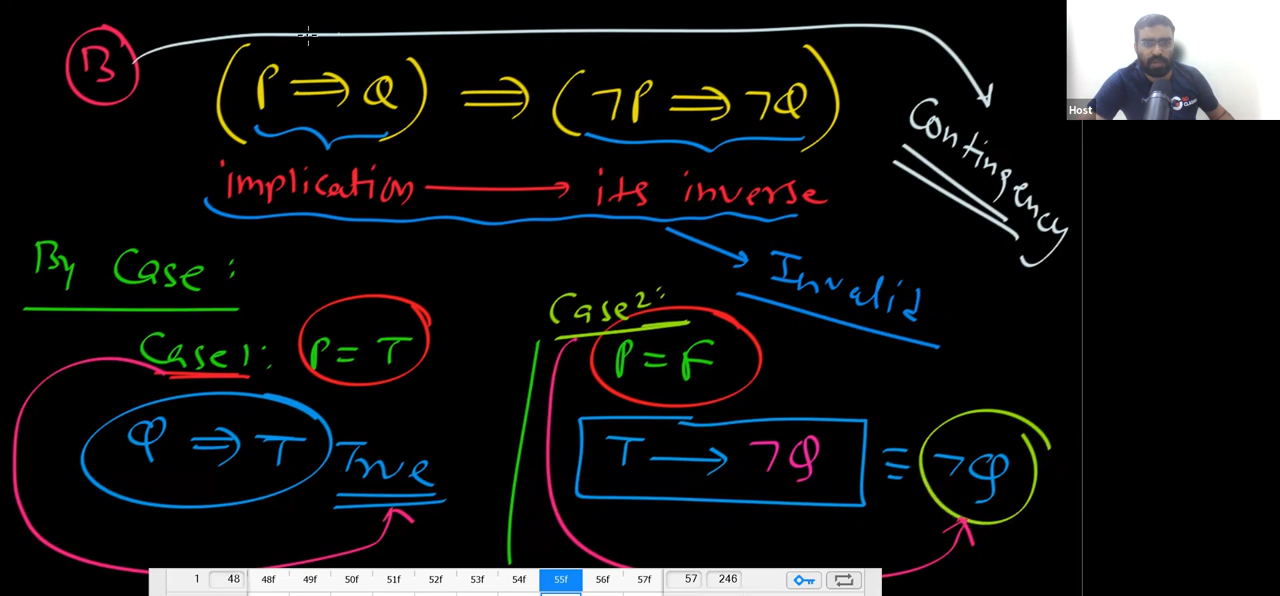 B
(P ⇒ Q) ⇒ (¬P ⇒ ¬Q)
Contingency
implication → its inverse
Invalid
By Case:
Case1: P = T
Q ⇒ T True
Case2:
P = F
T → ¬Q ≡ ¬Q
Host
1 48 48f 49f 50f 51f 52f 53f 54f 55f 56f 57f 57 246